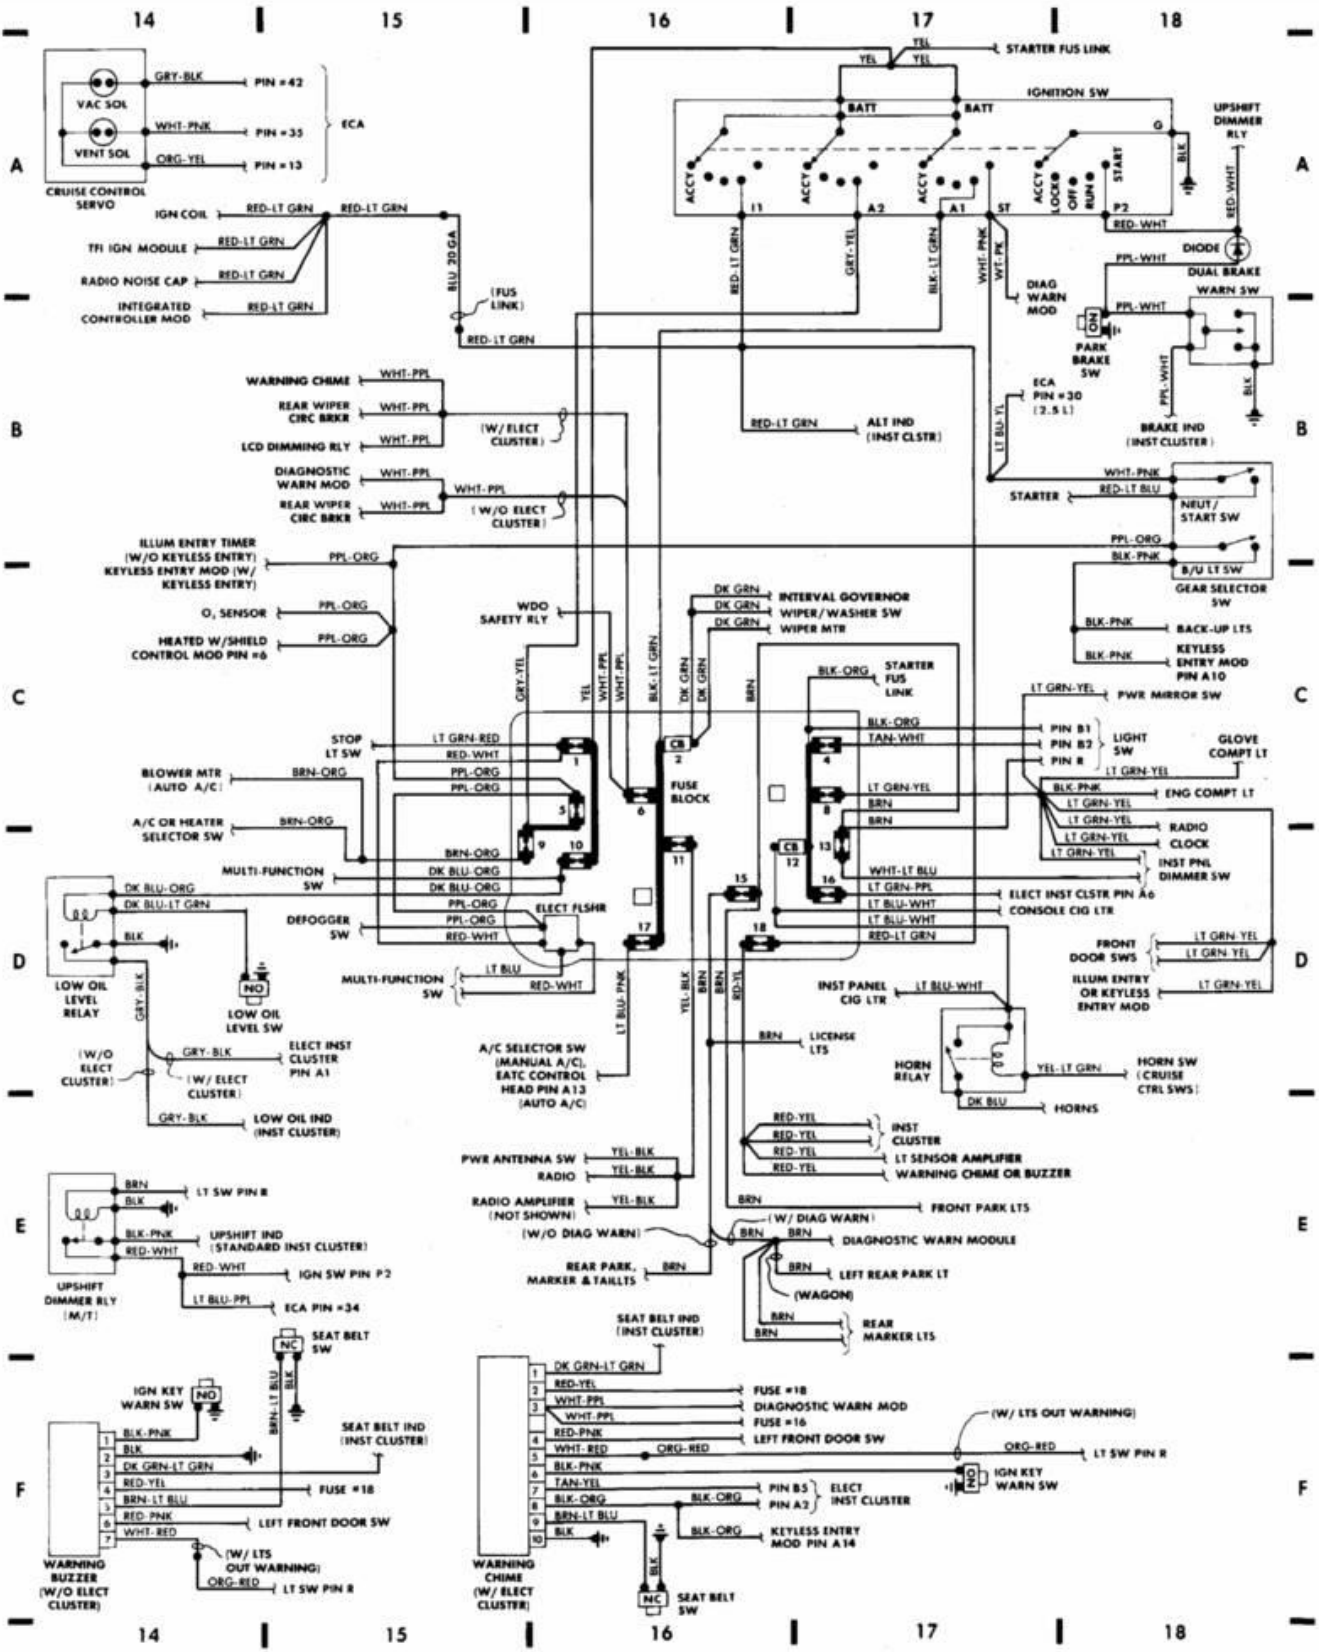 14 15 16 17 18
A
B
C
D
E
F
GRY-BLK PIN #42
VAC SOL
WHT-PNK PIN #35
ECA
VENT SOL
ORG-YEL PIN #13
CRUISE CONTROL
SERVO
IGN COIL RED-LT GRN RED-LT GRN
TFI IGN MODULE RED-LT GRN
RADIO NOISE CAP RED-LT GRN
INTEGRATED
CONTROLLER MOD RED-LT GRN
BLU 20 GA
(FUS
LINK)
RED-LT GRN
YEL STARTER FUS LINK
YEL YEL
IGNITION SW
BATT BATT
G
BLK
ACCY ACCY ACCY ACCY
LOCK
OFF
RUN
START
I1 A2 A1 ST P2
RED-LT GRN
GRY-YEL
BLK-LT GRN
WHT-PNK
WT-PK
DIAG
WARN
MOD
UPSHIFT
DIMMER
RLY
RED-WHT
RED-WHT
DIODE
PPL-WHT
DUAL BRAKE
WARN SW
PPL-WHT
ON
PARK
BRAKE
SW
PPL-WHT
BLK
BRAKE IND
(INST CLUSTER)
ECA
PIN #30
(2.5 L)
LT BU-YL
RED-LT GRN ALT IND
(INST CLSTR)
WARNING CHIME WHT-PPL
REAR WIPER
CIRC BRKR WHT-PPL
LCD DIMMING RLY WHT-PPL
(W/ELECT
CLUSTER)
DIAGNOSTIC
WARN MOD WHT-PPL
WHT-PPL
REAR WIPER
CIRC BRKR WHT-PPL
(W/O ELECT
CLUSTER)
WHT-PNK
STARTER RED-LT BLU
NEUT/
START SW
PPL-ORG
BLK-PNK
B/U LT SW
GEAR SELECTOR
SW
BLK-PNK BACK-UP LTS
BLK-PNK KEYLESS
ENTRY MOD
PIN A10
ILLUM ENTRY TIMER
(W/O KEYLESS ENTRY)
KEYLESS ENTRY MOD (W/
KEYLESS ENTRY)
PPL-ORG
O, SENSOR PPL-ORG
HEATED W/SHIELD
CONTROL MOD PIN #6 PPL-ORG
WDO
SAFETY RLY
DK GRN INTERVAL GOVERNOR
DK GRN WIPER/WASHER SW
DK GRN WIPER MTR
GRY-YEL
YEL
WHT-PPL
WHT-PPL
BLK-LT GRN
DK GRN
DK GRN
BRN
BLK-ORG STARTER
FUS
LINK
LT GRN-YEL PWR MIRROR SW
BLK-ORG PIN B1
TAN-WHT PIN B2
PIN R
LIGHT
SW
GLOVE
COMPT LT
LT GRN-YEL
BLK-PNK ENG COMPT LT
LT GRN-YEL
LT GRN-YEL RADIO
LT GRN-YEL CLOCK
LT GRN-YEL INST PNL
DIMMER SW
STOP
LT SW LT GRN-RED
RED-WHT
BLOWER MTR
(AUTO A/C) BRN-ORG
PPL-ORG
PPL-ORG
A/C OR HEATER
SELECTOR SW BRN-ORG
BRN-ORG
MULTI-FUNCTION
SW
DK BLU-ORG
DK BLU-ORG
PPL-ORG
DEFOGGER
SW PPL-ORG
RED-WHT
ELECT FLSHR
MULTI-FUNCTION
SW
LT BLU
RED-WHT
FUSE
BLOCK
1 CB 2 4
5 6 8
9 10 11 CB 12 13
15 16
17 18
LT GRN-YEL
BRN
BRN
WHT-LT BLU
LT GRN-PPL ELECT INST CLSTR PIN A6
LT BLU-WHT CONSOLE CIG LTR
LT BLU-WHT
RED-LT GRN
LT BLU-PNK
YEL-BLK
BRN
BRN
RD-YL
FRONT
DOOR SWS
LT GRN-YEL
LT GRN-YEL
ILLUM ENTRY
OR KEYLESS
ENTRY MOD
LT GRN-YEL
INST PANEL
CIG LTR LT BLU-WHT
HORN
RELAY
YEL-LT GRN HORN SW
(CRUISE
CTRL SWS)
DK BLU HORNS
DK BLU-ORG
DK BLU-LT GRN
BLK
GRY-BLK
LOW OIL
LEVEL
RELAY
NO
LOW OIL
LEVEL SW
(W/O
ELECT
CLUSTER)
GRY-BLK ELECT INST
CLUSTER
PIN A1
(W/ ELECT
CLUSTER)
GRY-BLK LOW OIL IND
(INST CLUSTER)
A/C SELECTOR SW
(MANUAL A/C),
EATC CONTROL
HEAD PIN A13
(AUTO A/C)
BRN LICENSE
LTS
RED-YEL
RED-YEL
INST
CLUSTER
RED-YEL LT SENSOR AMPLIFIER
RED-YEL WARNING CHIME OR BUZZER
PWR ANTENNA SW YEL-BLK
RADIO YEL-BLK
RADIO AMPLIFIER
(NOT SHOWN) YEL-BLK
BRN FRONT PARK LTS
(W/ DIAG WARN)
(W/O DIAG WARN)
BRN BRN DIAGNOSTIC WARN MODULE
REAR PARK,
MARKER & TAILLTS BRN
BRN LEFT REAR PARK LT
(WAGON)
BRN
BRN
REAR
MARKER LTS
BRN LT SW PIN R
BLK
BLK-PNK UPSHIFT IND
(STANDARD INST CLUSTER)
RED-WHT
RED-WHT IGN SW PIN P2
LT BLU-PPL ECA PIN #34
UPSHIFT
DIMMER RLY
(M/T)
NC
SEAT BELT
SW
BRN-LT BLU
BLK
IGN KEY
WARN SW
NO
SEAT BELT IND
(INST CLUSTER)
1 BLK-PNK
2 BLK
3 DK GRN-LT GRN
4 RED-YEL FUSE #18
5 BRN-LT BLU
6 RED-PNK LEFT FRONT DOOR SW
7 WHT-RED
(W/ LTS
OUT WARNING)
ORG-RED LT SW PIN R
WARNING
BUZZER
(W/O ELECT
CLUSTER)
SEAT BELT IND
(INST CLUSTER)
1 DK GRN-LT GRN
2 RED-YEL FUSE #18
3 WHT-PPL DIAGNOSTIC WARN MOD
WHT-PPL FUSE #16
4 RED-PNK LEFT FRONT DOOR SW
5 WHT-RED ORG-RED
(W/ LTS OUT WARNING)
ORG-RED LT SW PIN R
6 BLK-PNK
NO
IGN KEY
WARN SW
7 TAN-YEL PIN B5
8 BLK-ORG BLK-ORG PIN A2
ELECT
INST CLUSTER
9 BRN-LT BLU
BLK-ORG KEYLESS ENTRY
MOD PIN A14
10 BLK
BLK
WARNING
CHIME
(W/ ELECT
CLUSTER)
NC
SEAT BELT
SW
A
B
C
D
E
F
14 15 16 17 18